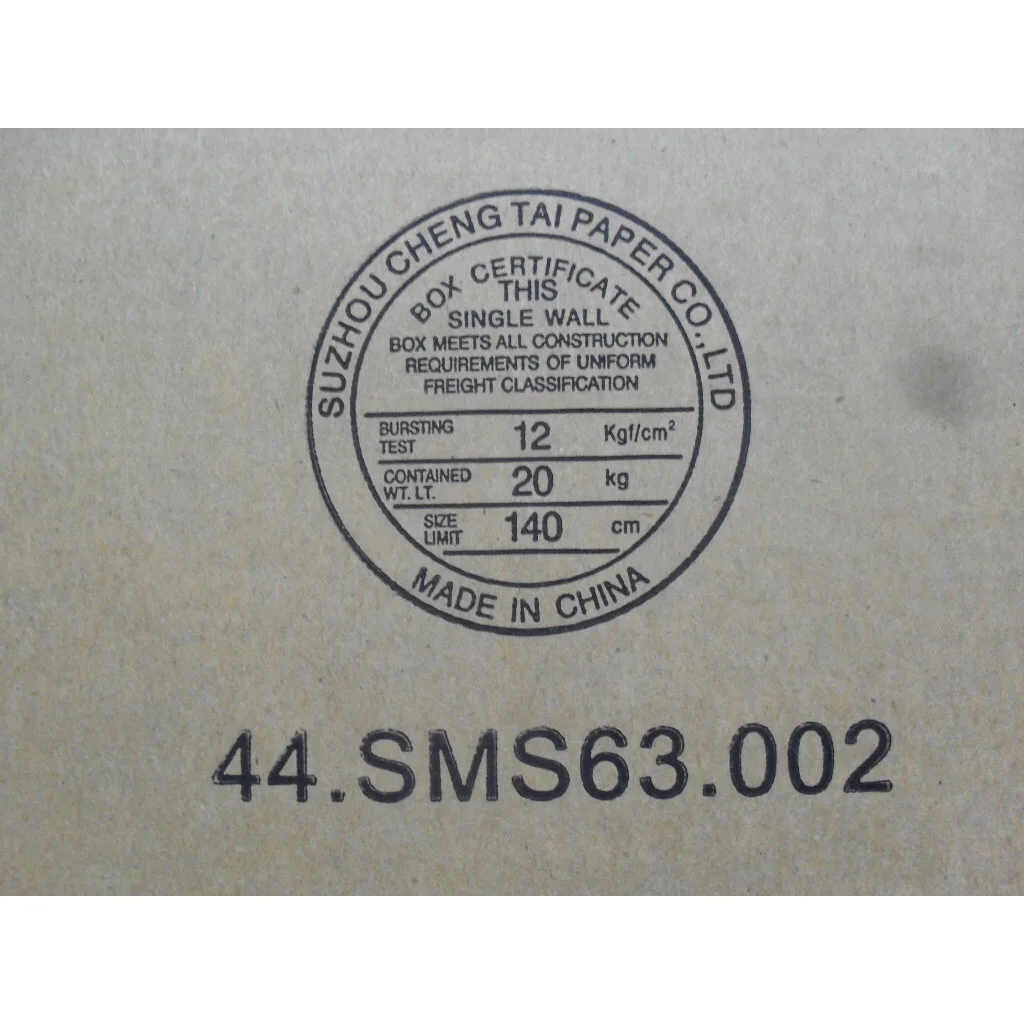 SUZHOU CHENG TAI PAPER CO.,LTD
BOX CERTIFICATE
THIS
SINGLE WALL
BOX MEETS ALL CONSTRUCTION
REQUIREMENTS OF UNIFORM
FREIGHT CLASSIFICATION
BURSTING TEST 12 Kgf/cm²
CONTAINED WT. LT. 20 kg
SIZE LIMIT 140 cm
MADE IN CHINA
44.SMS63.002